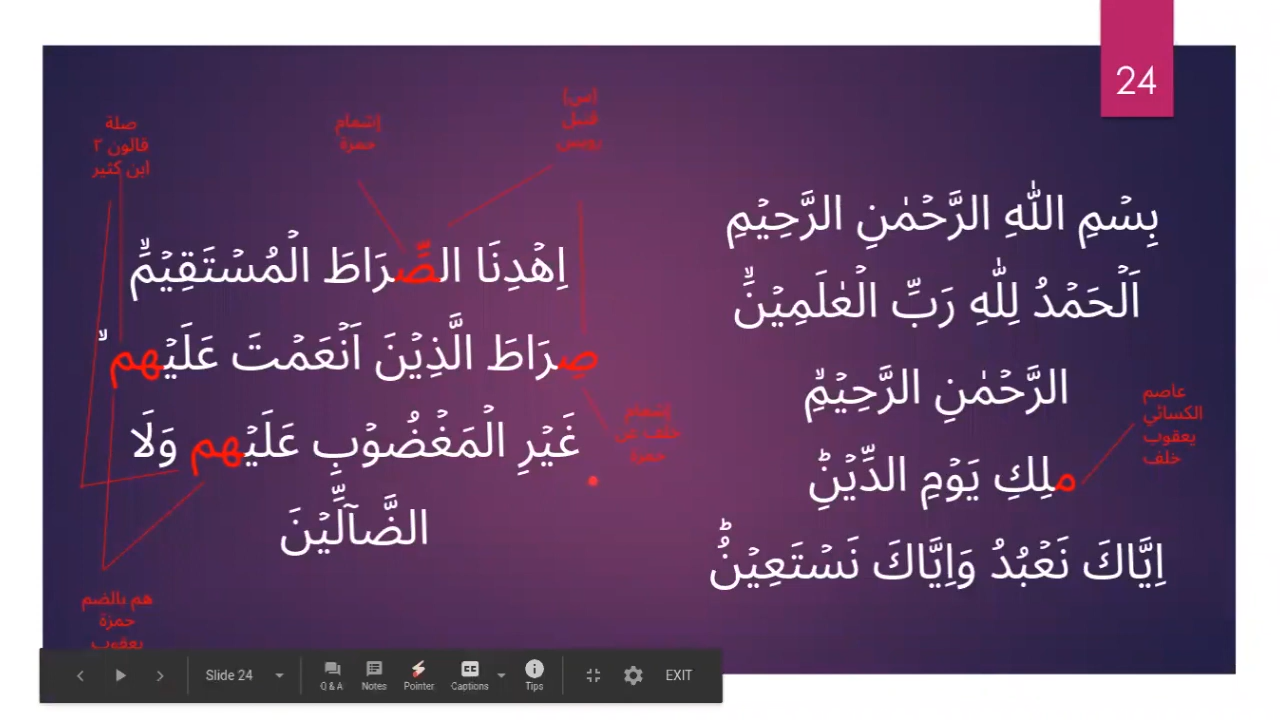 24
بِسۡمِ اللّٰهِ الرَّحۡمٰنِ الرَّحِيۡمِ
اَلۡحَمۡدُ لِلّٰهِ رَبِّ الۡعٰلَمِيۡنَۙ
الرَّحۡمٰنِ الرَّحِيۡمِۙ
مٰلِكِ يَوۡمِ الدِّيۡنِؕ
اِيَّاكَ نَعۡبُدُ وَاِيَّاكَ نَسۡتَعِيۡنُؕ
عاصم
الكسائي
يعقوب
خلف
(س)
قنبل
رويس
إشمام
حمزة
صلة
قالون ٢
ابن كثير
اِهۡدِنَا الصِّرَاطَ الۡمُسۡتَقِيۡمَۙ
صِرَاطَ الَّذِيۡنَ اَنۡعَمۡتَ عَلَيۡهم ۙ
غَيۡرِ الۡمَغۡضُوۡبِ عَلَيۡهم وَلَا
الضَّآلِّيۡنَ
إشمام
خلف عن
حمزة
هم بالضم
حمزة
يعقوب
Slide 24
Q & A
Notes
Pointer
Captions
Tips
EXIT